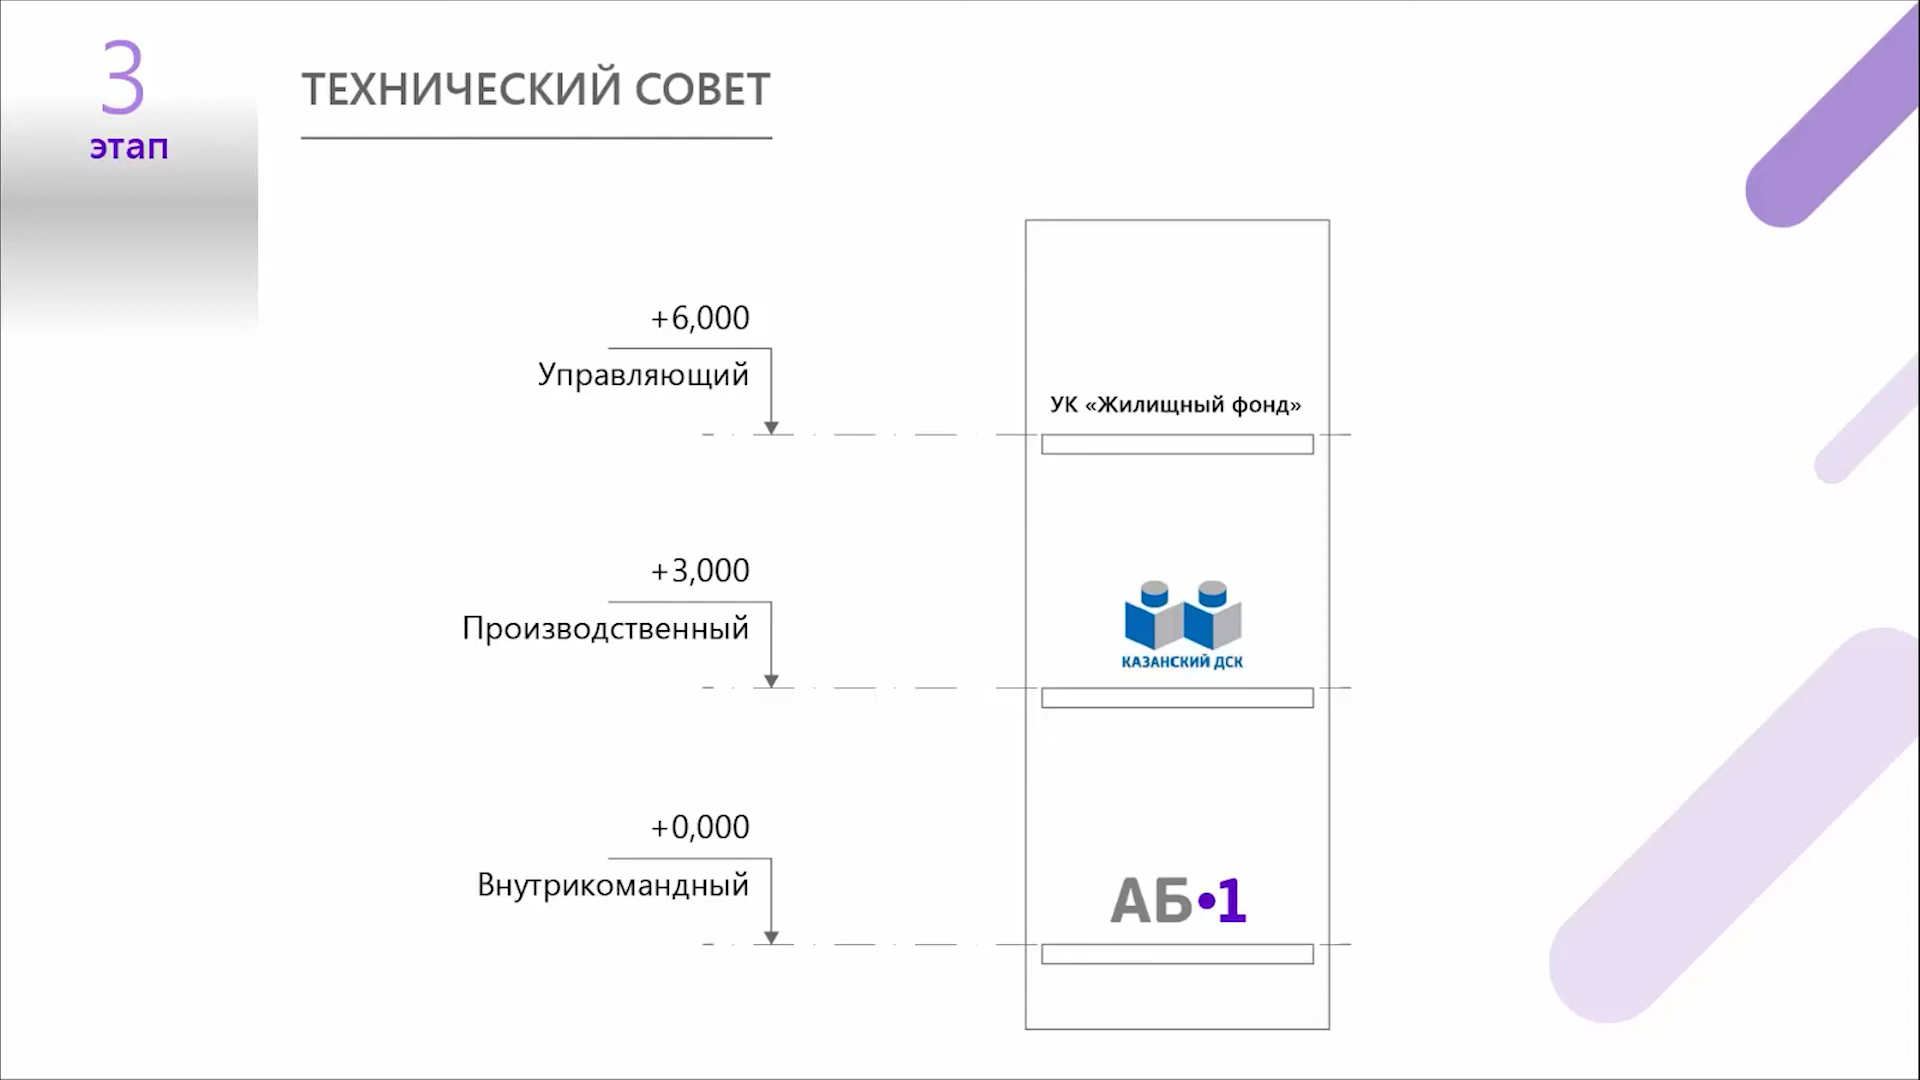 3
этап
ТЕХНИЧЕСКИЙ СОВЕТ
+6,000
Управляющий
УК «Жилищный фонд»
+3,000
Производственный
КАЗАНСКИЙ ДСК
+0,000
Внутрикомандный
АБ•1